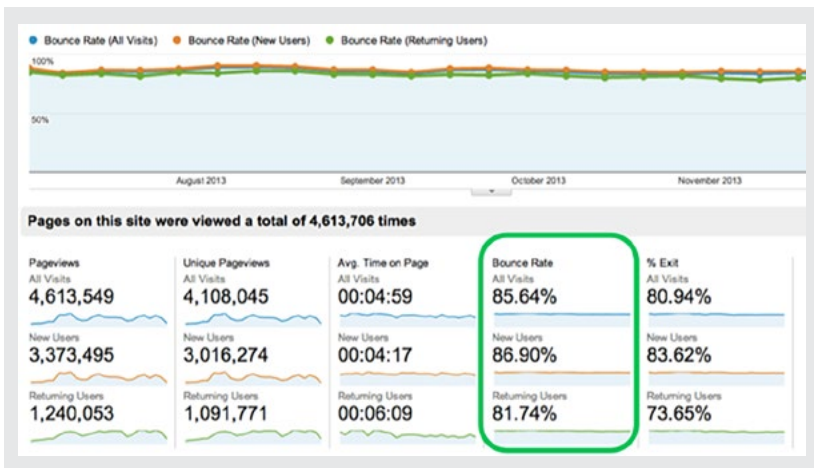 Bounce Rate (All Visits) Bounce Rate (New Users) Bounce Rate (Returning Users)
100%
50%
August 2013 September 2013 October 2013 November 2013
Pages on this site were viewed a total of 4,613,706 times
Pageviews Unique Pageviews Avg. Time on Page Bounce Rate % Exit
All Visits All Visits All Visits All Visits All Visits
4,613,549 4,108,045 00:04:59 85.64% 80.94%
New Users New Users New Users New Users New Users
3,373,495 3,016,274 00:04:17 86.90% 83.62%
Returning Users Returning Users Returning Users Returning Users Returning Users
1,240,053 1,091,771 00:06:09 81.74% 73.65%